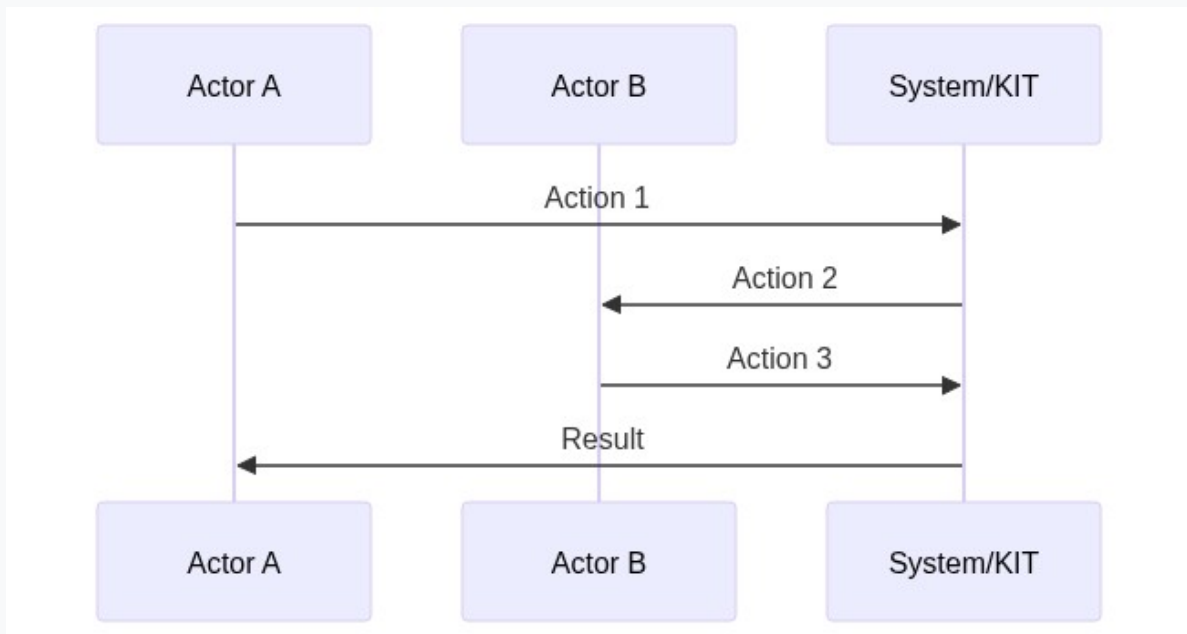 Actor A
Actor B
System/KIT
Action 1
Action 2
Action 3
Result
Actor A
Actor B
System/KIT